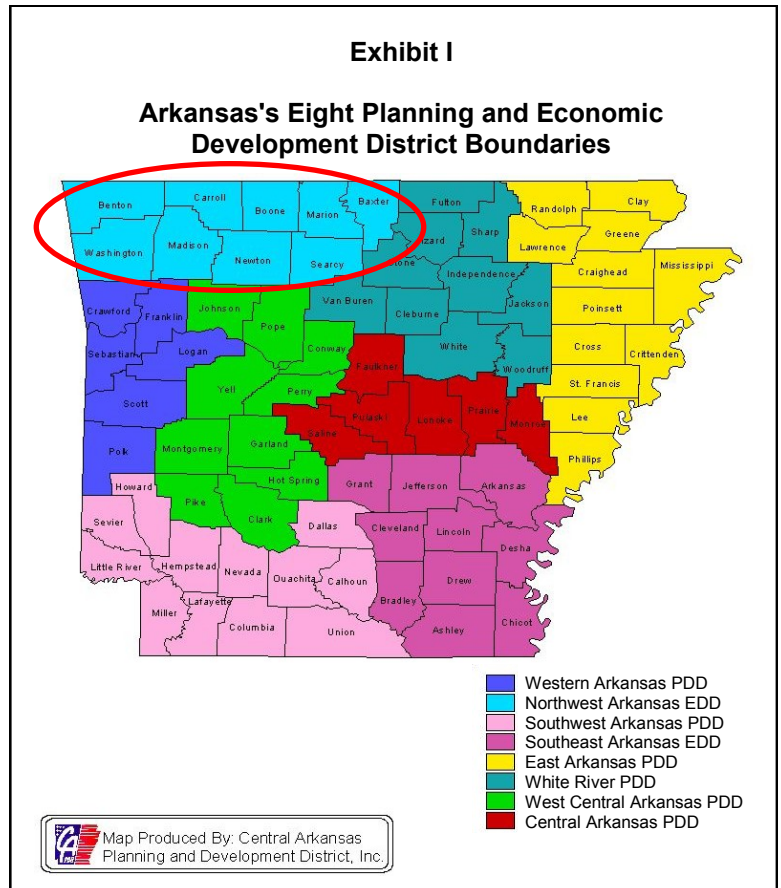 Exhibit I
Arkansas's Eight Planning and Economic
Development District Boundaries
Benton
Carroll
Boone
Marion
Baxter
Fulton
Randolph
Clay
Washington
Madison
Newton
Searcy
Izard
Sharp
Lawrence
Greene
Stone
Independence
Craighead
Mississippi
Crawford
Franklin
Johnson
Pope
Van Buren
Cleburne
Jackson
Poinsett
Sebastian
Logan
Conway
White
Woodruff
Cross
Crittenden
Faulkner
St. Francis
Scott
Yell
Perry
Pulaski
Lonoke
Prairie
Monroe
Lee
Saline
Polk
Montgomery
Garland
Phillips
Hot Spring
Grant
Jefferson
Arkansas
Howard
Pike
Clark
Sevier
Dallas
Cleveland
Lincoln
Desha
Little River
Hempstead
Nevada
Ouachita
Calhoun
Drew
Bradley
Miller
Lafayette
Columbia
Union
Ashley
Chicot
Western Arkansas PDD
Northwest Arkansas EDD
Southwest Arkansas PDD
Southeast Arkansas EDD
East Arkansas PDD
White River PDD
West Central Arkansas PDD
Central Arkansas PDD
Map Produced By: Central Arkansas
Planning and Development District, Inc.